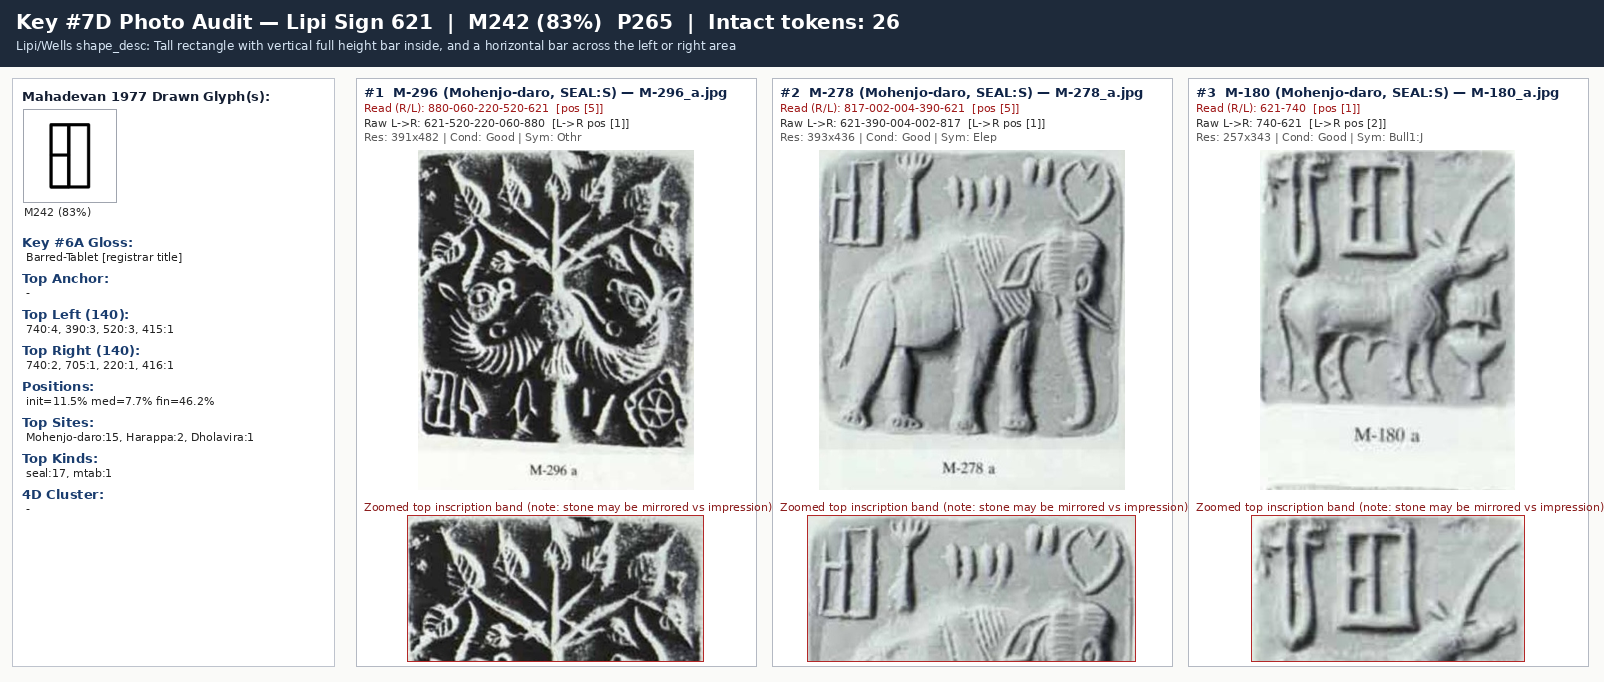 Key #7D Photo Audit — Lipi Sign 621 | M242 (83%) P265 | Intact tokens: 26
Lipi/Wells shape_desc: Tall rectangle with vertical full height bar inside, and a horizontal bar across the left or right area
Mahadevan 1977 Drawn Glyph(s):
M242 (83%)
Key #6A Gloss:
Barred-Tablet [registrar title]
Top Anchor:
-
Top Left (140):
740:4, 390:3, 520:3, 415:1
Top Right (140):
740:2, 705:1, 220:1, 416:1
Positions:
init=11.5% med=7.7% fin=46.2%
Top Sites:
Mohenjo-daro:15, Harappa:2, Dholavira:1
Top Kinds:
seal:17, mtab:1
4D Cluster:
-
#1 M-296 (Mohenjo-daro, SEAL:S) — M-296_a.jpg
Read (R/L): 880-060-220-520-621 [pos [5]]
Raw L->R: 621-520-220-060-880 [L->R pos [1]]
Res: 391x482 | Cond: Good | Sym: Othr
M-296 a
Zoomed top inscription band (note: stone may be mirrored vs impression)
#2 M-278 (Mohenjo-daro, SEAL:S) — M-278_a.jpg
Read (R/L): 817-002-004-390-621 [pos [5]]
Raw L->R: 621-390-004-002-817 [L->R pos [1]]
Res: 393x436 | Cond: Good | Sym: Elep
M-278 a
Zoomed top inscription band (note: stone may be mirrored vs impression)
#3 M-180 (Mohenjo-daro, SEAL:S) — M-180_a.jpg
Read (R/L): 621-740 [pos [1]]
Raw L->R: 740-621 [L->R pos [2]]
Res: 257x343 | Cond: Good | Sym: Bull1:J
M-180 a
Zoomed top inscription band (note: stone may be mirrored vs impression)